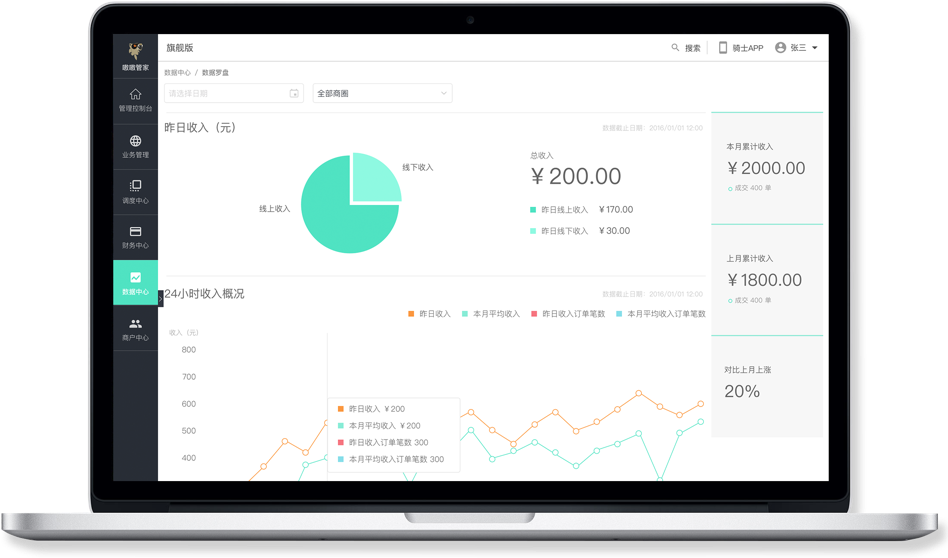 旗舰版
搜索
骑士APP
张三
嗷嗷管家
管理控制台
业务管理
调度中心
财务中心
数据中心
商户中心
数据中心 / 数据罗盘
请选择日期
全部商圈
昨日收入（元）
数据截止日期: 2016/01/01 12:00
线下收入
线上收入
总收入
¥ 200.00
昨日线上收入 ¥ 170.00
昨日线下收入 ¥ 30.00
本月累计收入
¥ 2000.00
成交 400 单
上月累计收入
¥ 1800.00
成交 400 单
对比上月上涨
20%
24小时收入概况
数据截止日期: 2016/01/01 12:00
昨日收入 本月平均收入 昨日收入订单笔数 本月平均收入订单笔数
收入（元）
800
700
600
500
400
昨日收入 ¥ 200
本月平均收入 ¥ 200
昨日收入订单笔数 300
本月平均收入订单笔数 300